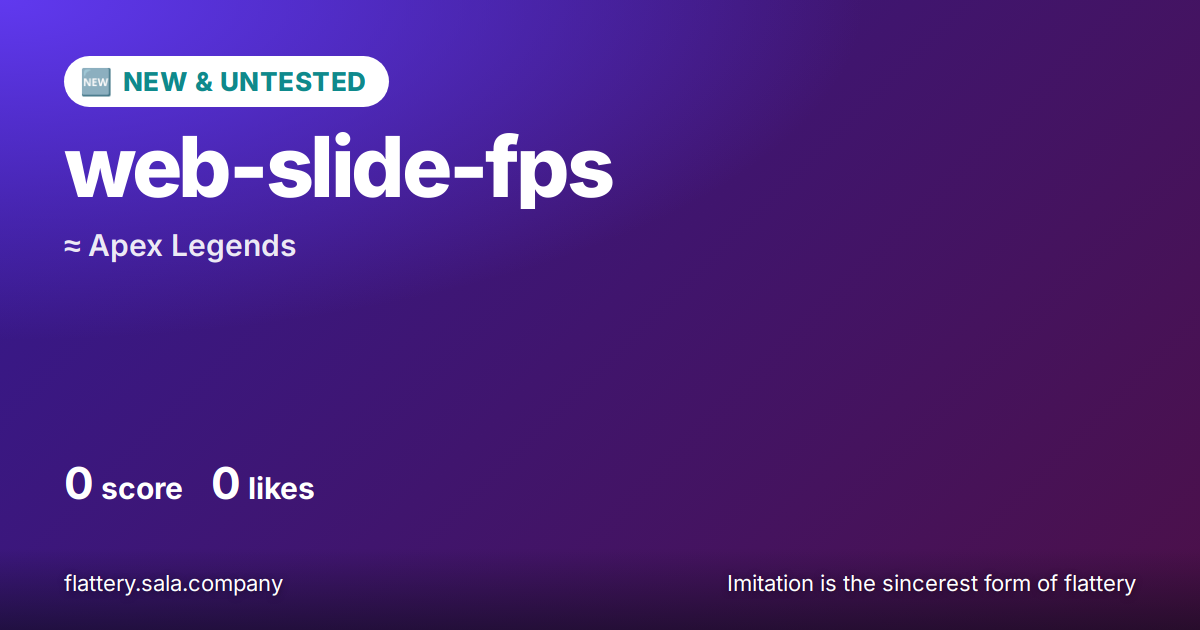 🆕 NEW & UNTESTED
web-slide-fps
≈ Apex Legends
0 score 0 likes
flattery.sala.company
Imitation is the sincerest form of flattery